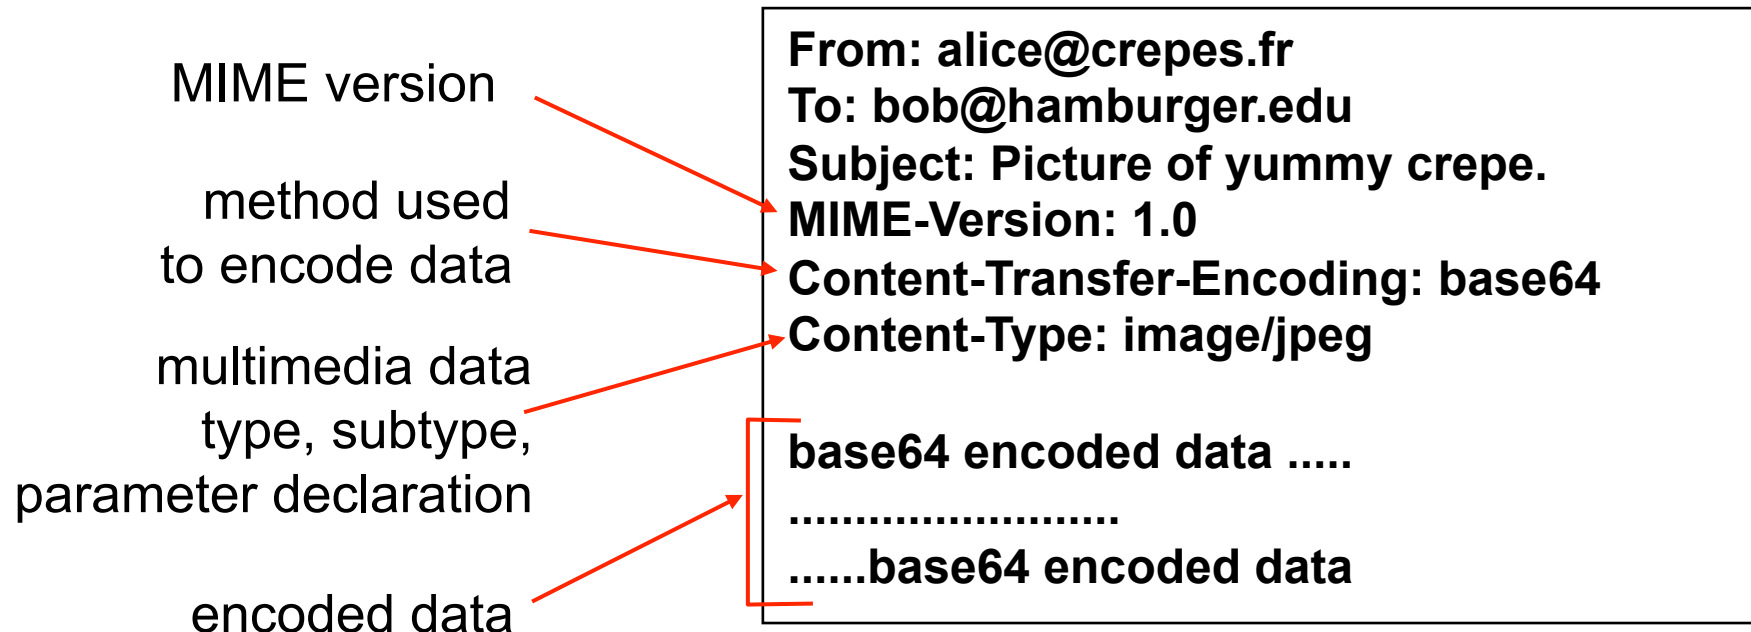 MIME version
method used
to encode data
multimedia data
type, subtype,
parameter declaration
encoded data
From: alice@crepes.fr
To: bob@hamburger.edu
Subject: Picture of yummy crepe.
MIME-Version: 1.0
Content-Transfer-Encoding: base64
Content-Type: image/jpeg
base64 encoded data .....
.........................
......base64 encoded data